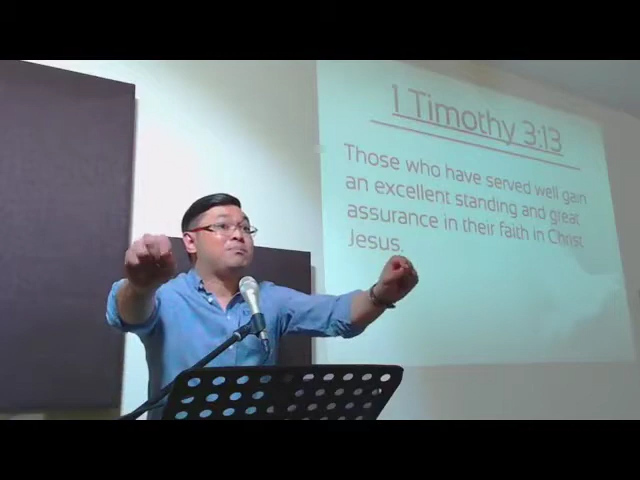 1 Timothy 3:13
Those who have served well gain
an excellent standing and great
assurance in their faith in Christ
Jesus.